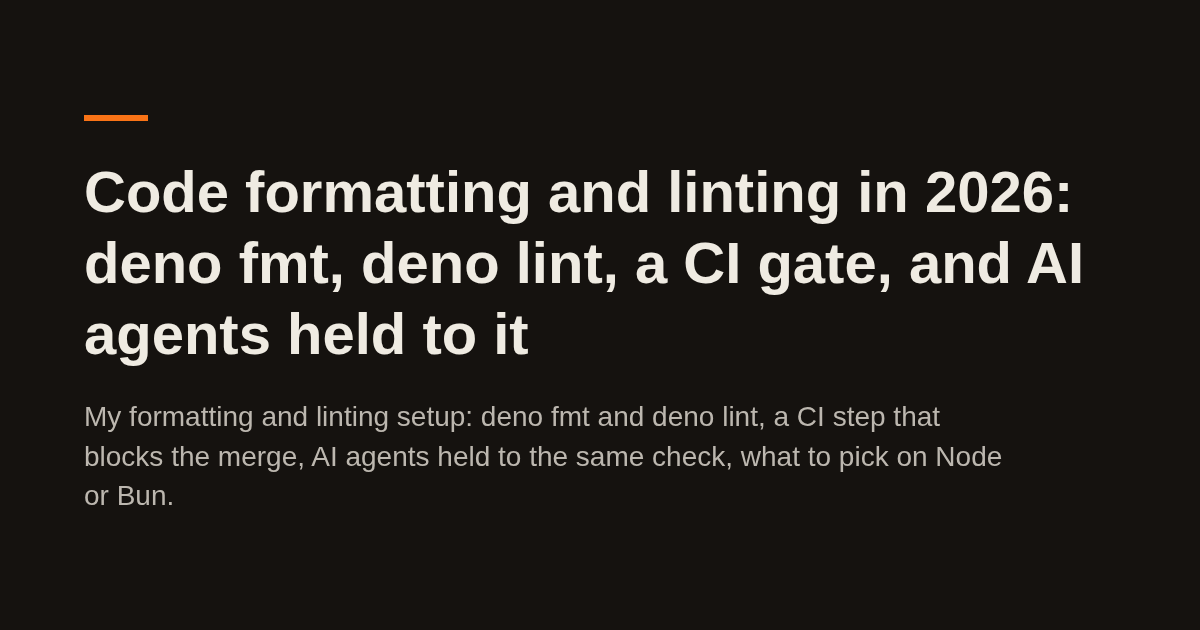 Code formatting and linting in 2026:
deno fmt, deno lint, a CI gate, and AI
agents held to it
My formatting and linting setup: deno fmt and deno lint, a CI step that
blocks the merge, AI agents held to the same check, what to pick on Node
or Bun.